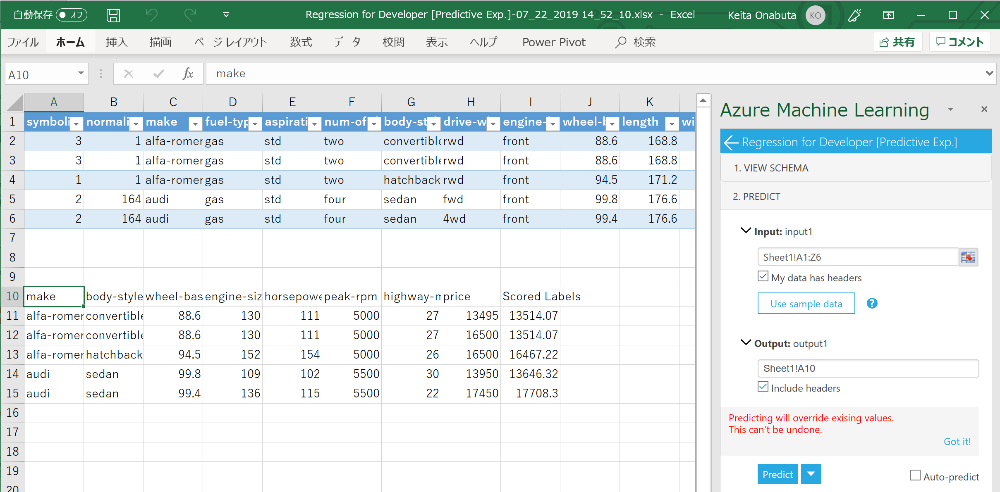 自動保存 オフ Regression for Developer [Predictive Exp.]-07_22_2019 14_52_10.xlsx - Excel Keita Onabuta KO
ファイル ホーム 挿入 描画 ページ レイアウト 数式 データ 校閲 表示 ヘルプ Power Pivot 検索 共有 コメント
A10 fx make
A B C D E F G H I J K
1 symboli normali make fuel-typ aspirati num-of body-st drive-w engine- wheel-b length wi
2 3 1 alfa-romer gas std two convertible rwd front 88.6 168.8
3 3 1 alfa-romer gas std two convertible rwd front 88.6 168.8
4 1 1 alfa-romer gas std two hatchback rwd front 94.5 171.2
5 2 164 audi gas std four sedan fwd front 99.8 176.6
6 2 164 audi gas std four sedan 4wd front 99.4 176.6
7
8
9
10 make body-style wheel-bas engine-siz horsepowe peak-rpm highway-m price Scored Labels
11 alfa-romer convertible 88.6 130 111 5000 27 13495 13514.07
12 alfa-romer convertible 88.6 130 111 5000 27 16500 13514.07
13 alfa-romer hatchback 94.5 152 154 5000 26 16500 16467.22
14 audi sedan 99.8 109 102 5500 30 13950 13646.32
15 audi sedan 99.4 136 115 5500 22 17450 17708.3
16
17
18
19
20
Azure Machine Learning
Regression for Developer [Predictive Exp.]
1. VIEW SCHEMA
2. PREDICT
Input: input1
Sheet1!A1:Z6
My data has headers
Use sample data ?
Output: output1
Sheet1!A10
Include headers
Predicting will override exising values.
This can't be undone.
Got it!
Predict Auto-predict